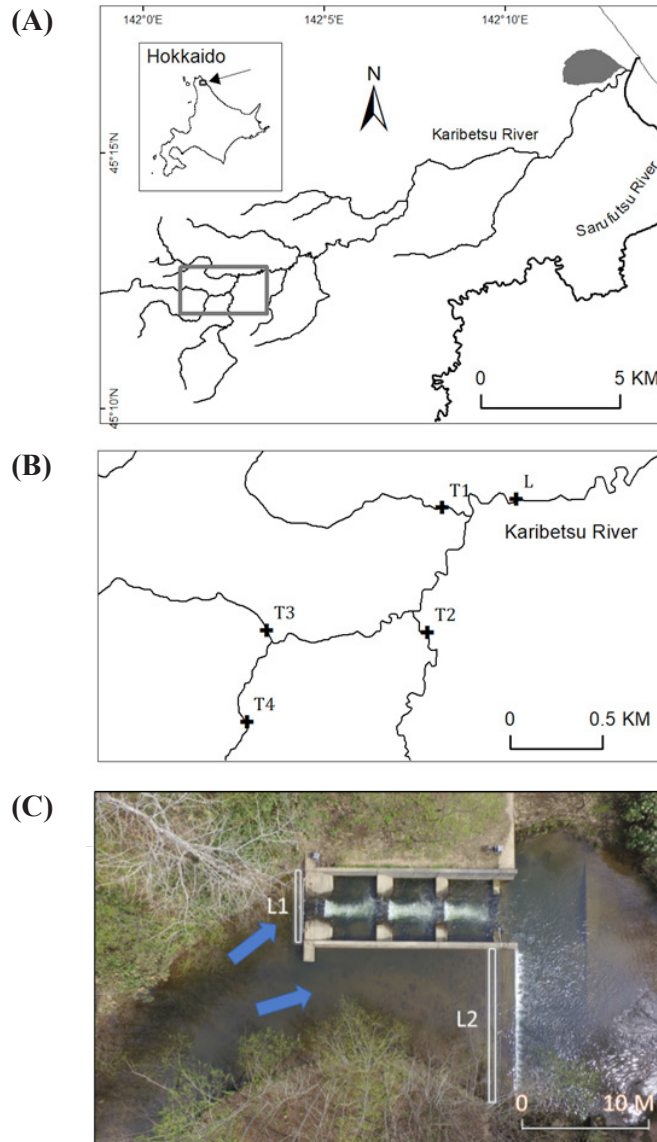 (A)
142°0'E 142°5'E 142°10'E
Hokkaido
N
Karibetsu River
45°15'N
Sarufutsu River
0 5 KM
45°10'N
(B)
T1 L
Karibetsu River
T3
T2
T4
0 0.5 KM
(C)
L1
L2
0 10 M